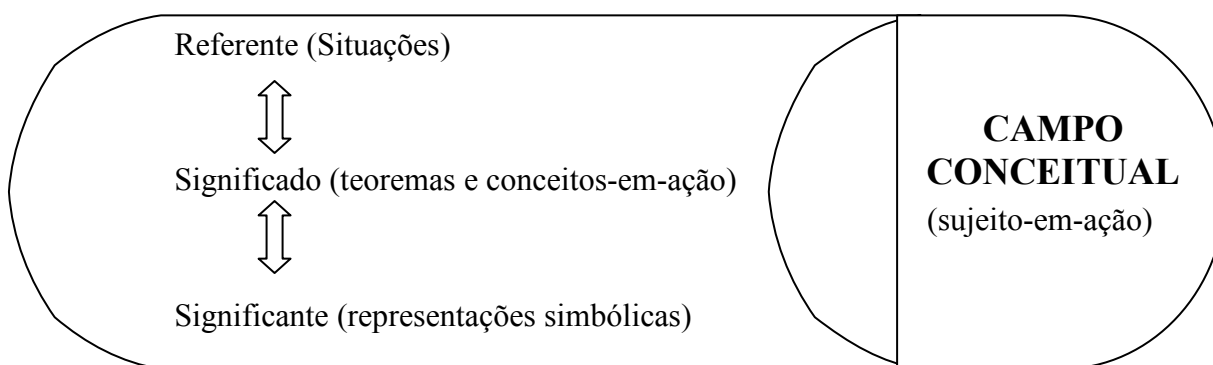 Referente (Situações)
Significado (teoremas e conceitos-em-ação)
Significante (representações simbólicas)
CAMPO
CONCEITUAL
(sujeito-em-ação)